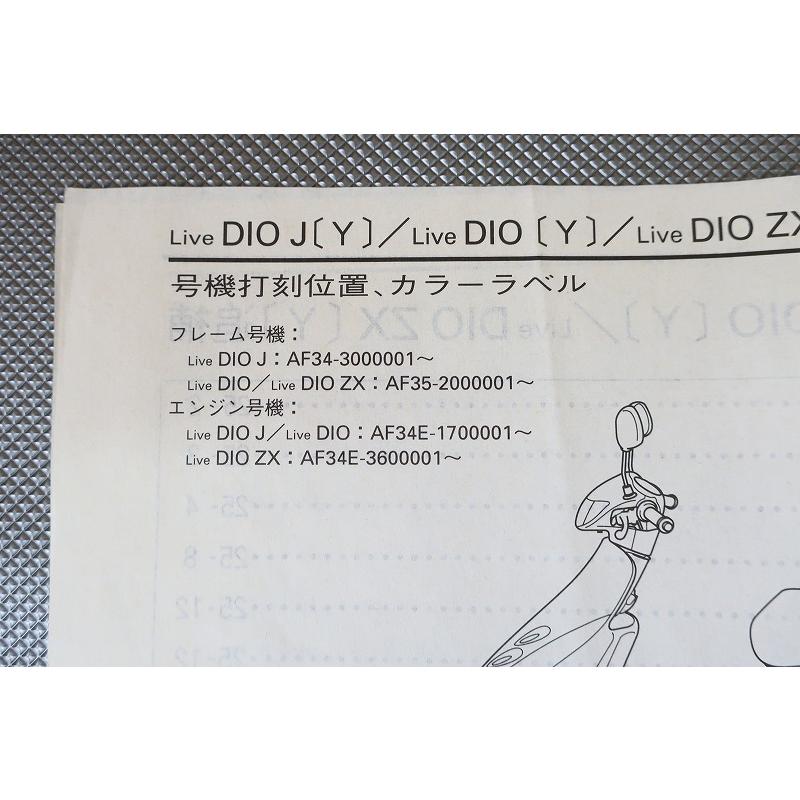 Live DIO J〔Y〕／Live DIO〔Y〕／Live DIO ZX
号機打刻位置、カラーラベル
フレーム号機：
Live DIO J：AF34-3000001～
Live DIO／Live DIO ZX：AF35-2000001～
エンジン号機：
Live DIO J／Live DIO：AF34E-1700001～
Live DIO ZX：AF34E-3600001～